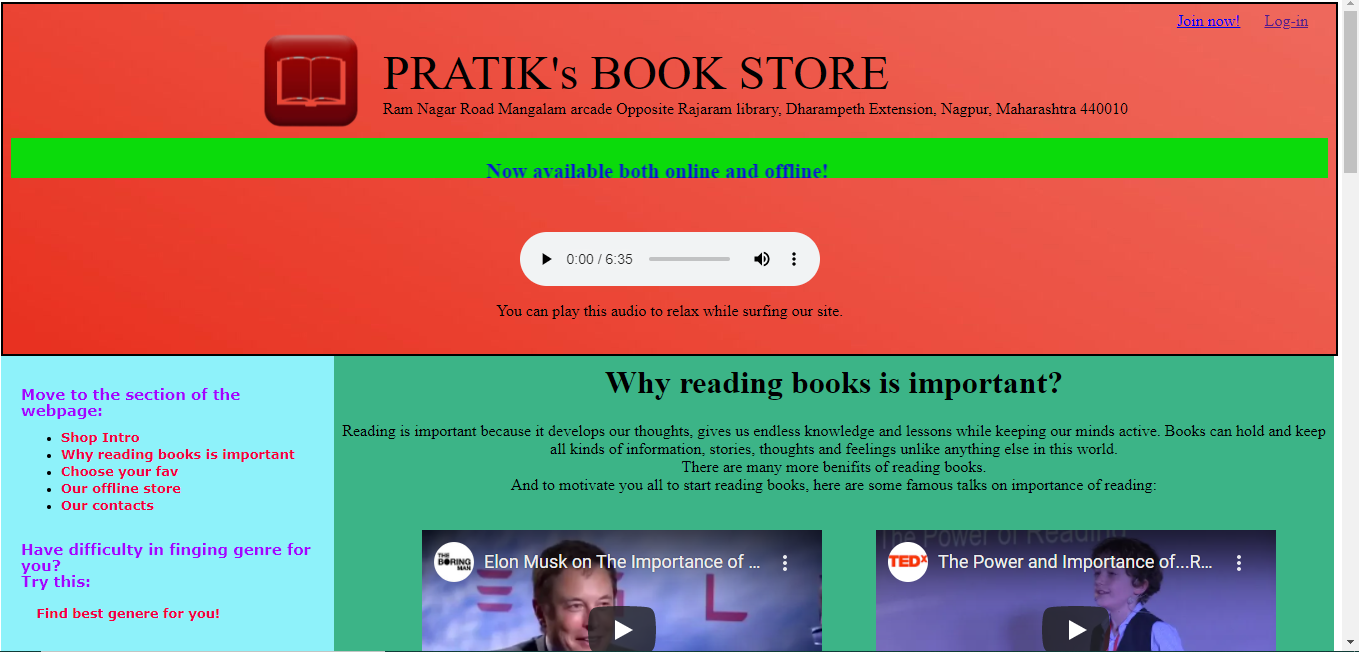 Join now! Log-in
PRATIK's BOOK STORE
Ram Nagar Road Mangalam arcade Opposite Rajaram library, Dharampeth Extension, Nagpur, Maharashtra 440010
Now available both online and offline!
0:00 / 6:35
You can play this audio to relax while surfing our site.
Move to the section of the
webpage:
Shop Intro
Why reading books is important
Choose your fav
Our offline store
Our contacts
Have difficulty in finging genre for
you?
Try this:
Find best genere for you!
Why reading books is important?
Reading is important because it develops our thoughts, gives us endless knowledge and lessons while keeping our minds active. Books can hold and keep
all kinds of information, stories, thoughts and feelings unlike anything else in this world.
There are many more benifits of reading books.
And to motivate you all to start reading books, here are some famous talks on importance of reading:
THE
BORING
MAN
Elon Musk on The Importance of ...
The Power of Reading
TEDx
The Power and Importance of...R...